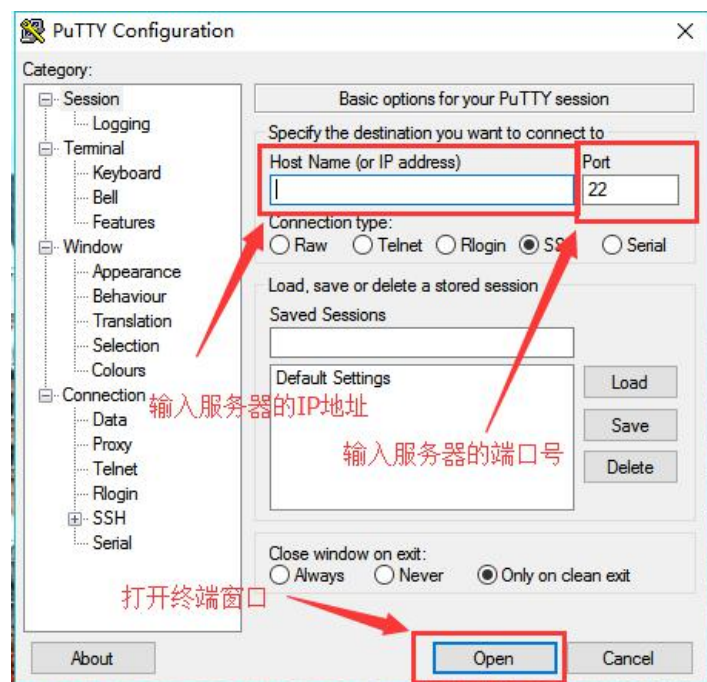 PuTTY Configuration
Category:
Session
Logging
Terminal
Keyboard
Bell
Features
Window
Appearance
Behaviour
Translation
Selection
Colours
Connection
Data
Proxy
Telnet
Rlogin
SSH
Serial
Basic options for your PuTTY session
Specify the destination you want to connect to
Host Name (or IP address)
Port
22
Connection type:
Raw Telnet Rlogin SS Serial
Load, save or delete a stored session
Saved Sessions
Default Settings
Load
Save
Delete
输入服务器的IP地址
输入服务器的端口号
Close window on exit:
Always Never Only on clean exit
打开终端窗口
About
Open
Cancel